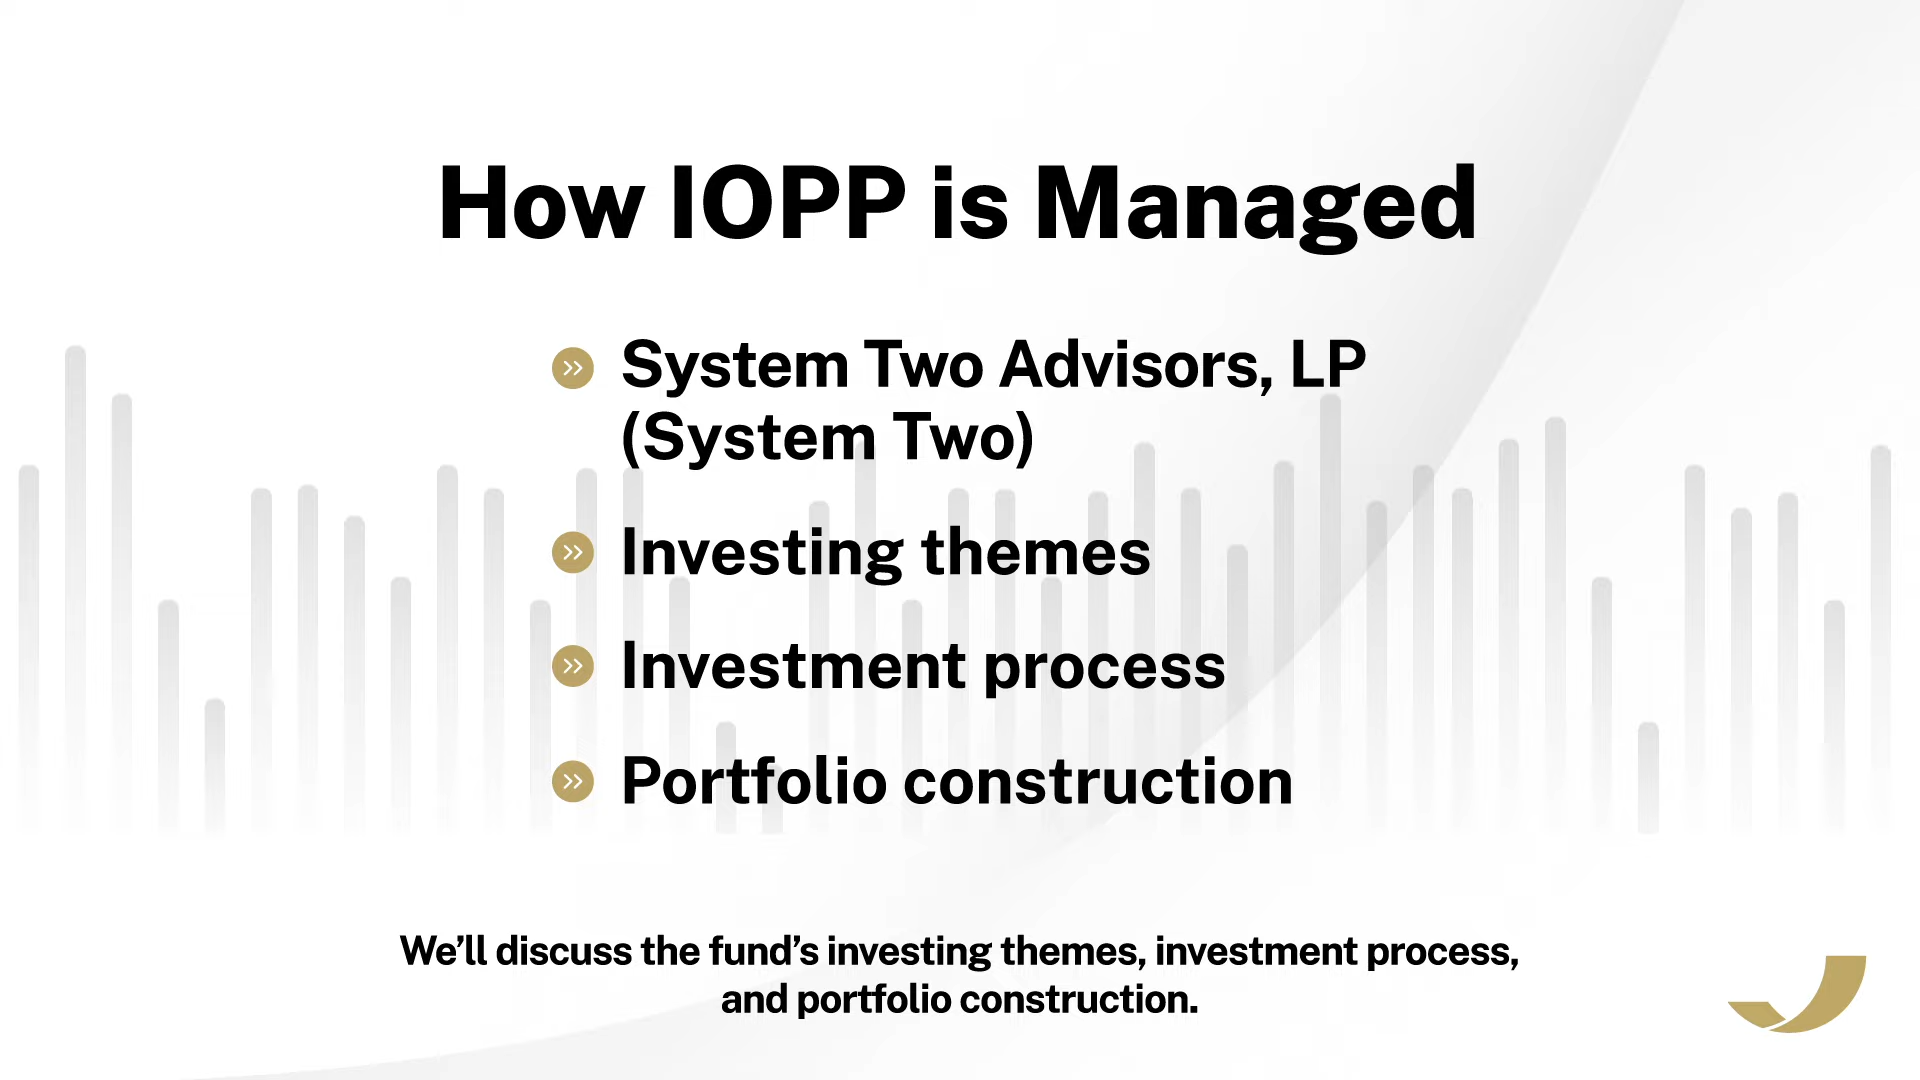 How IOPP is Managed
System Two Advisors, LP
(System Two)
Investing themes
Investment process
Portfolio construction
We’ll discuss the fund’s investing themes, investment process,
and portfolio construction.